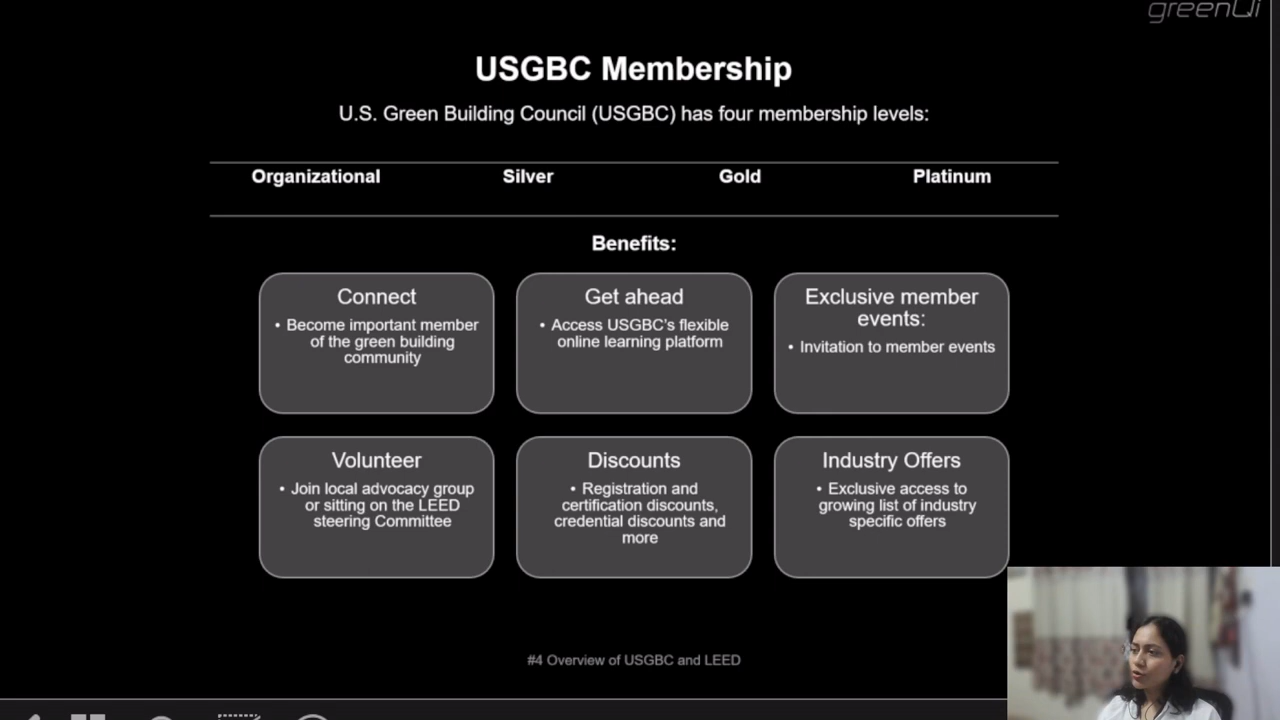 greenQi
USGBC Membership
U.S. Green Building Council (USGBC) has four membership levels:
Organizational Silver Gold Platinum
Benefits:
Connect
• Become important member
of the green building
community
Get ahead
• Access USGBC's flexible
online learning platform
Exclusive member
events:
• Invitation to member events
Volunteer
• Join local advocacy group
or sitting on the LEED
steering Committee
Discounts
• Registration and
certification discounts,
credential discounts and
more
Industry Offers
• Exclusive access to
growing list of industry
specific offers
#4 Overview of USGBC and LEED